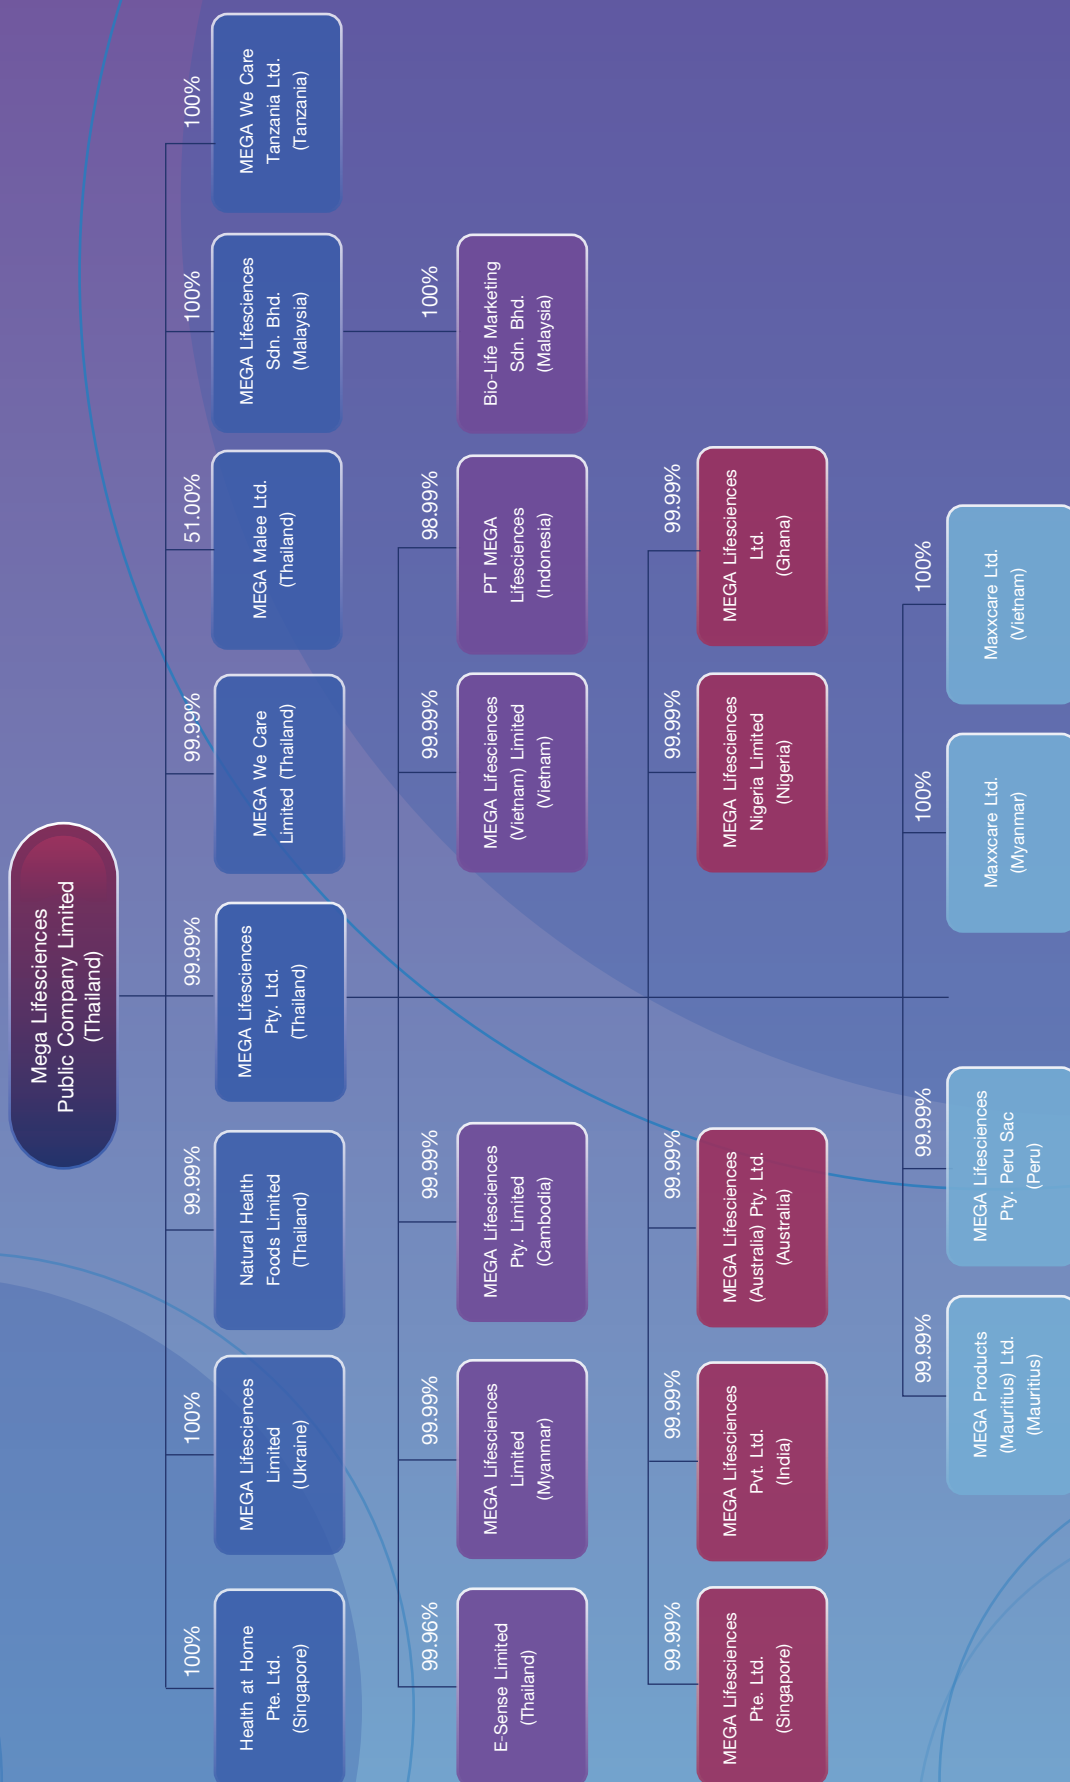 Mega Lifesciences
Public Company Limited
(Thailand)
100%
Health at Home
Pte. Ltd.
(Singapore)
100%
MEGA Lifesciences
Limited
(Ukraine)
99.99%
Natural Health
Foods Limited
(Thailand)
99.99%
MEGA Lifesciences
Pty. Ltd.
(Thailand)
99.99%
MEGA We Care
Limited (Thailand)
51.00%
MEGA Malee Ltd.
(Thailand)
100%
MEGA Lifesciences
Sdn. Bhd.
(Malaysia)
100%
MEGA We Care
Tanzania Ltd.
(Tanzania)
99.96%
E-Sense Limited
(Thailand)
99.99%
MEGA Lifesciences
Limited
(Myanmar)
99.99%
MEGA Lifesciences
Pty. Limited
(Cambodia)
99.99%
MEGA Lifesciences
(Vietnam) Limited
(Vietnam)
98.99%
PT MEGA
Lifesciences
(Indonesia)
100%
Bio-Life Marketing
Sdn. Bhd.
(Malaysia)
99.99%
MEGA Lifesciences
Pte. Ltd.
(Singapore)
99.99%
MEGA Lifesciences
Pvt. Ltd.
(India)
99.99%
MEGA Lifesciences
(Australia) Pty. Ltd.
(Australia)
99.99%
MEGA Lifesciences
Nigeria Limited
(Nigeria)
99.99%
MEGA Lifesciences
Ltd.
(Ghana)
99.99%
MEGA Products
(Mauritius) Ltd.
(Mauritius)
99.99%
MEGA Lifesciences
Pty. Peru Sac
(Peru)
100%
Maxxcare Ltd.
(Myanmar)
100%
Maxxcare Ltd.
(Vietnam)